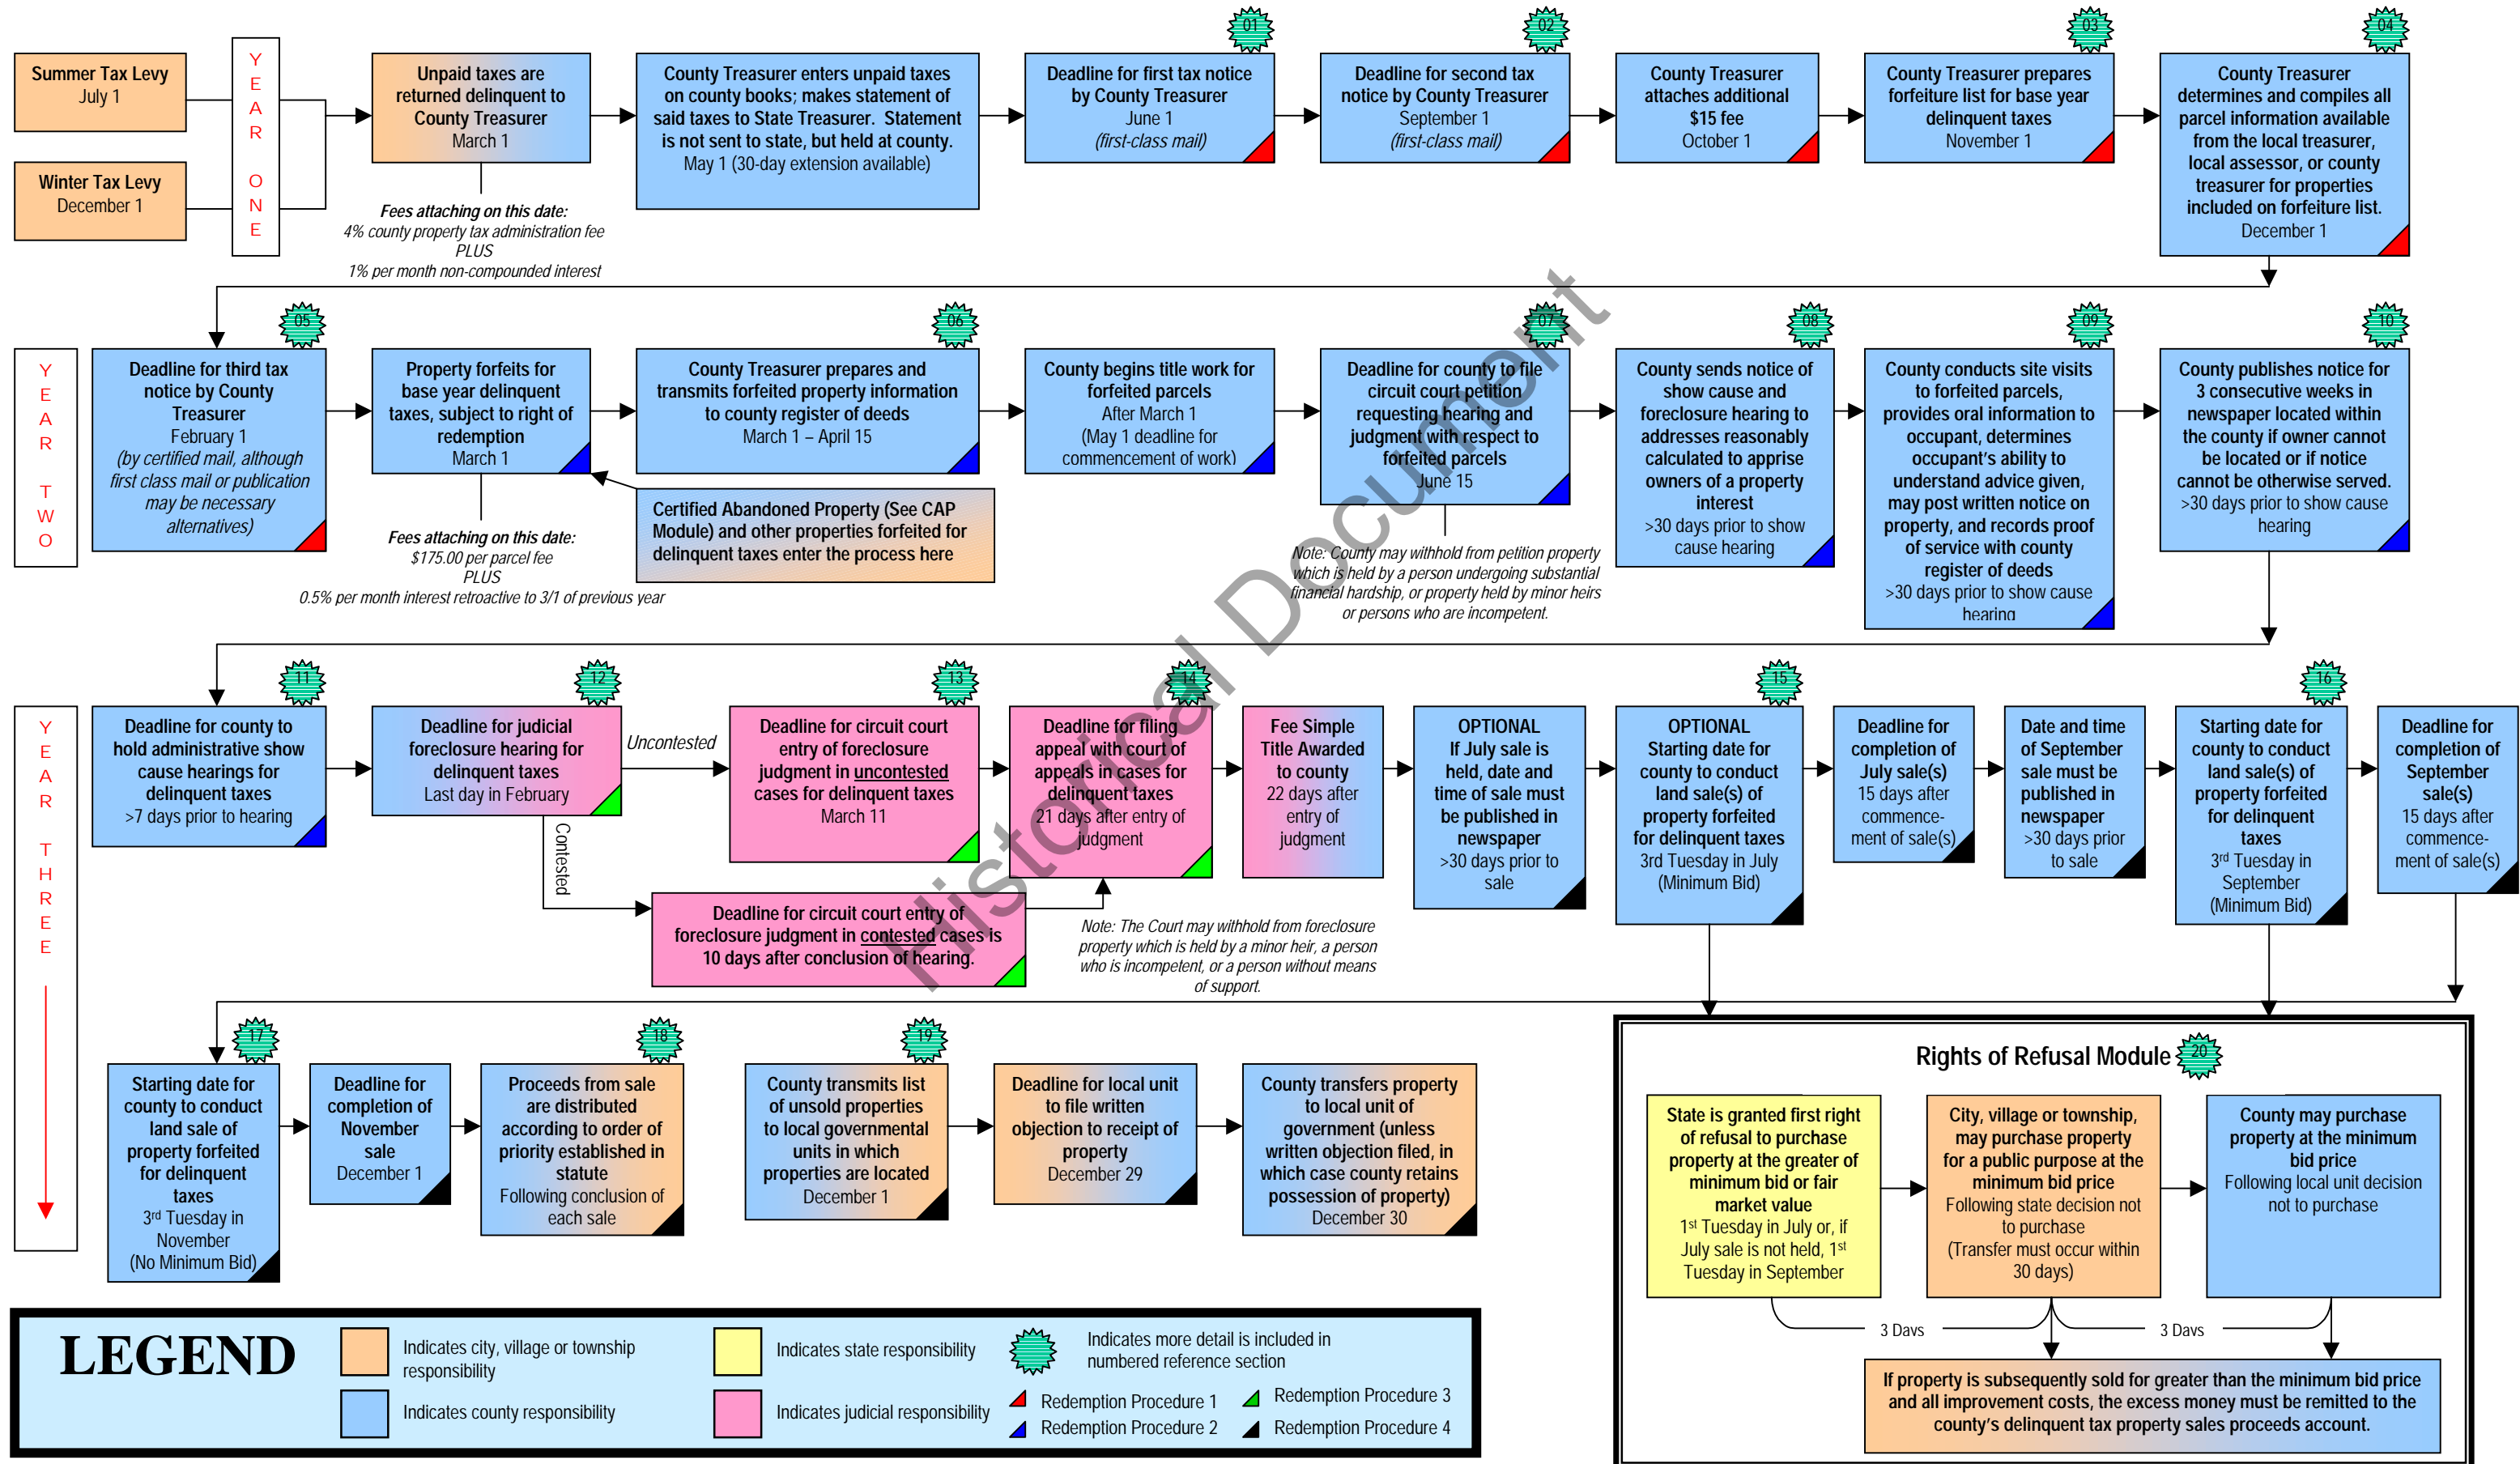 01
02
03
04
Summer Tax Levy
July 1
Winter Tax Levy
December 1
YEAR ONE
Unpaid taxes are
returned delinquent to
County Treasurer
March 1
Fees attaching on this date:
4% county property tax administration fee
PLUS
1% per month non-compounded interest
County Treasurer enters unpaid taxes
on county books; makes statement of
said taxes to State Treasurer. Statement
is not sent to state, but held at county.
May 1 (30-day extension available)
Deadline for first tax notice
by County Treasurer
June 1
(first-class mail)
Deadline for second tax
notice by County Treasurer
September 1
(first-class mail)
County Treasurer
attaches additional
$15 fee
October 1
County Treasurer prepares
forfeiture list for base year
delinquent taxes
November 1
County Treasurer
determines and compiles all
parcel information available
from the local treasurer,
local assessor, or county
treasurer for properties
included on forfeiture list.
December 1
05
06
07
08
09
10
YEAR TWO
Deadline for third tax
notice by County
Treasurer
February 1
(by certified mail, although
first class mail or publication
may be necessary
alternatives)
Property forfeits for
base year delinquent
taxes, subject to right of
redemption
March 1
Fees attaching on this date:
$175.00 per parcel fee
PLUS
0.5% per month interest retroactive to 3/1 of previous year
County Treasurer prepares and
transmits forfeited property information
to county register of deeds
March 1 – April 15
Certified Abandoned Property (See CAP
Module) and other properties forfeited for
delinquent taxes enter the process here
County begins title work for
forfeited parcels
After March 1
(May 1 deadline for
commencement of work)
Deadline for county to file
circuit court petition
requesting hearing and
judgment with respect to
forfeited parcels
June 15
Note: County may withhold from petition property
which is held by a person undergoing substantial
financial hardship, or property held by minor heirs
or persons who are incompetent.
County sends notice of
show cause and
foreclosure hearing to
addresses reasonably
calculated to apprise
owners of a property
interest
>30 days prior to show
cause hearing
County conducts site visits
to forfeited parcels,
provides oral information to
occupant, determines
occupant's ability to
understand advice given,
may post written notice on
property, and records proof
of service with county
register of deeds
>30 days prior to show cause
hearing
County publishes notice for
3 consecutive weeks in
newspaper located within
the county if owner cannot
be located or if notice
cannot be otherwise served.
>30 days prior to show cause
hearing
Historical Document
11
12
13
14
15
16
YEAR THREE
Deadline for county to
hold administrative show
cause hearings for
delinquent taxes
>7 days prior to hearing
Deadline for judicial
foreclosure hearing for
delinquent taxes
Last day in February
Uncontested
Contested
Deadline for circuit court
entry of foreclosure
judgment in uncontested
cases for delinquent taxes
March 11
Deadline for circuit court entry of
foreclosure judgment in contested cases is
10 days after conclusion of hearing.
Deadline for filing
appeal with court of
appeals in cases for
delinquent taxes
21 days after entry of
judgment
Note: The Court may withhold from foreclosure
property which is held by a minor heir, a person
who is incompetent, or a person without means
of support.
Fee Simple
Title Awarded
to county
22 days after
entry of
judgment
OPTIONAL
If July sale is
held, date and
time of sale must
be published in
newspaper
>30 days prior to
sale
OPTIONAL
Starting date for
county to conduct
land sale(s) of
property forfeited
for delinquent taxes
3rd Tuesday in July
(Minimum Bid)
Deadline for
completion of
July sale(s)
15 days after
commence-
ment of sale(s)
Date and time
of September
sale must be
published in
newspaper
>30 days prior
to sale
Starting date for
county to conduct
land sale(s) of
property forfeited
for delinquent
taxes
3rd Tuesday in
September
(Minimum Bid)
Deadline for
completion of
September
sale(s)
15 days after
commence-
ment of sale(s)
17
18
19
Starting date for
county to conduct
land sale of
property forfeited
for delinquent
taxes
3rd Tuesday in
November
(No Minimum Bid)
Deadline for
completion of
November
sale
December 1
Proceeds from sale
are distributed
according to order of
priority established in
statute
Following conclusion of
each sale
County transmits list
of unsold properties
to local governmental
units in which
properties are located
December 1
Deadline for local unit
to file written
objection to receipt of
property
December 29
County transfers property
to local unit of
government (unless
written objection filed, in
which case county retains
possession of property)
December 30
Rights of Refusal Module 20
State is granted first right
of refusal to purchase
property at the greater of
minimum bid or fair
market value
1st Tuesday in July or, if
July sale is not held, 1st
Tuesday in September
City, village or township,
may purchase property
for a public purpose at the
minimum bid price
Following state decision not
to purchase
(Transfer must occur within
30 days)
County may purchase
property at the minimum
bid price
Following local unit decision
not to purchase
3 Days
3 Days
If property is subsequently sold for greater than the minimum bid price
and all improvement costs, the excess money must be remitted to the
county's delinquent tax property sales proceeds account.
LEGEND
Indicates city, village or township
responsibility
Indicates county responsibility
Indicates state responsibility
Indicates judicial responsibility
Indicates more detail is included in
numbered reference section
Redemption Procedure 1
Redemption Procedure 2
Redemption Procedure 3
Redemption Procedure 4